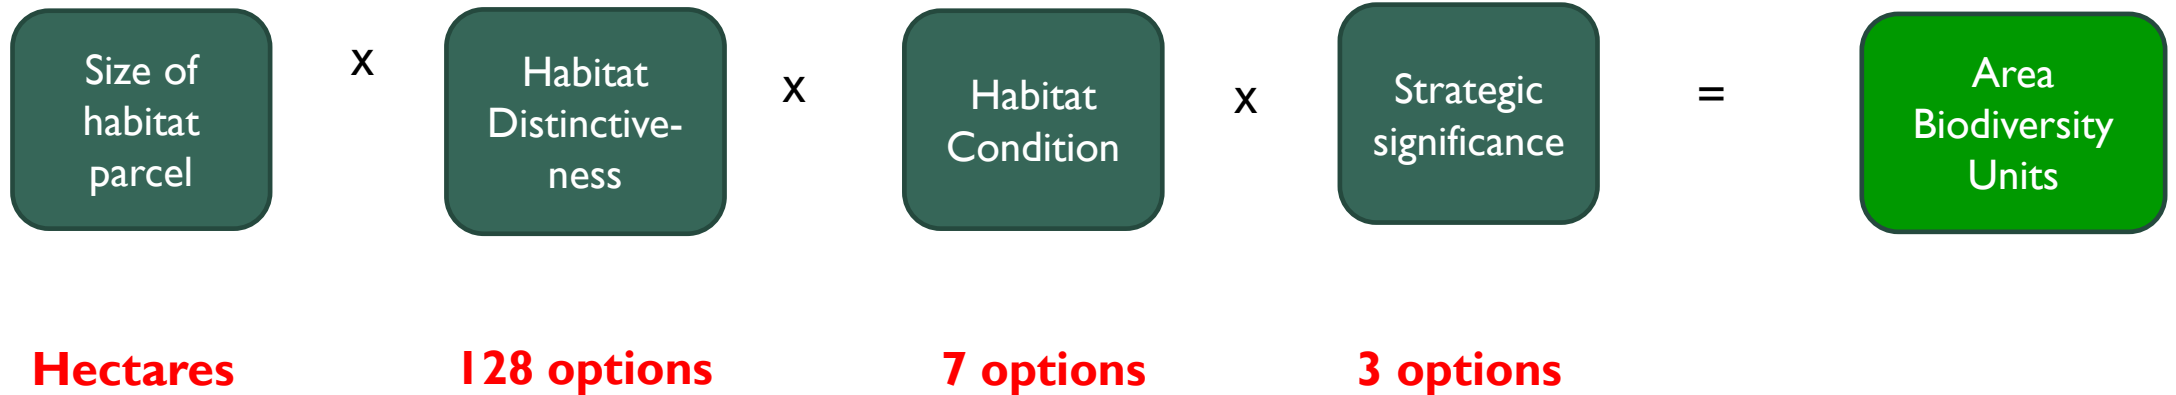 Size of
habitat
parcel
x
Habitat
Distinctive-
ness
x
Habitat
Condition
x
Strategic
significance
=
Area
Biodiversity
Units
Hectares
128 options
7 options
3 options